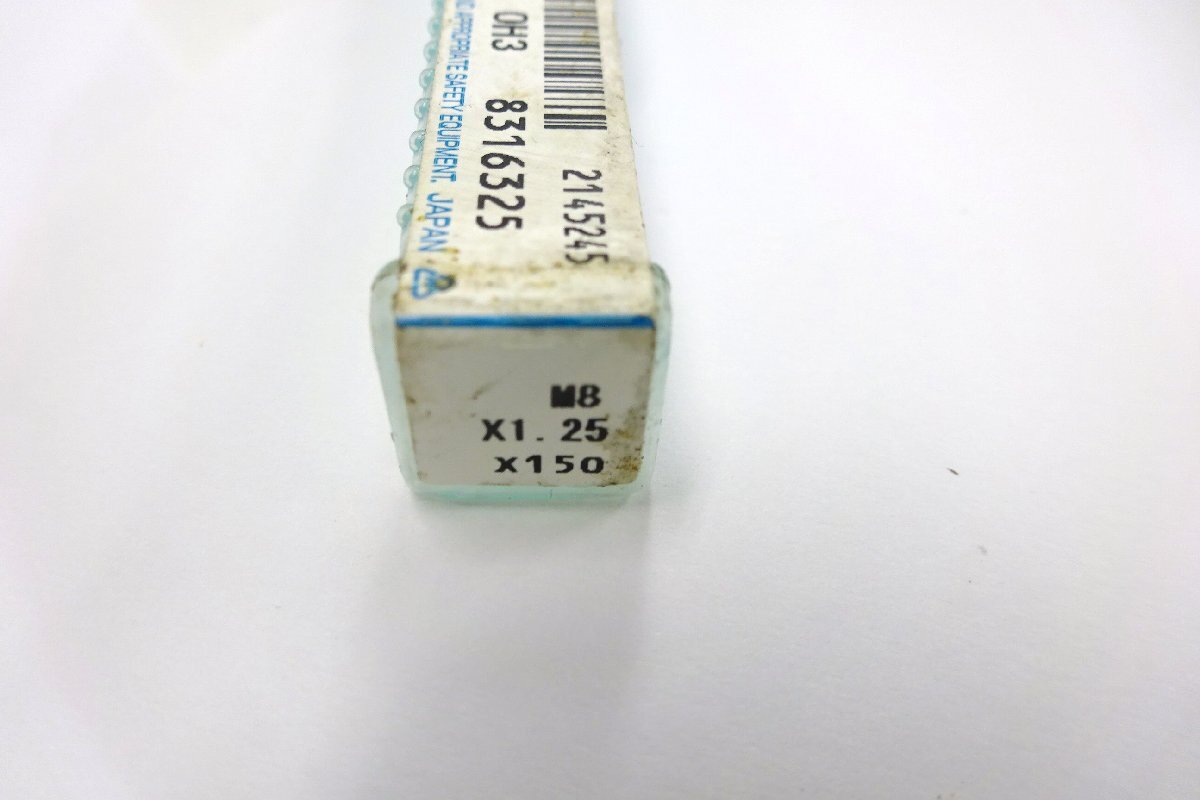 2145245
OH3 8316325
APPROPRIATE SAFETY EQUIPMENT. JAPAN
M8
X1.25
x150